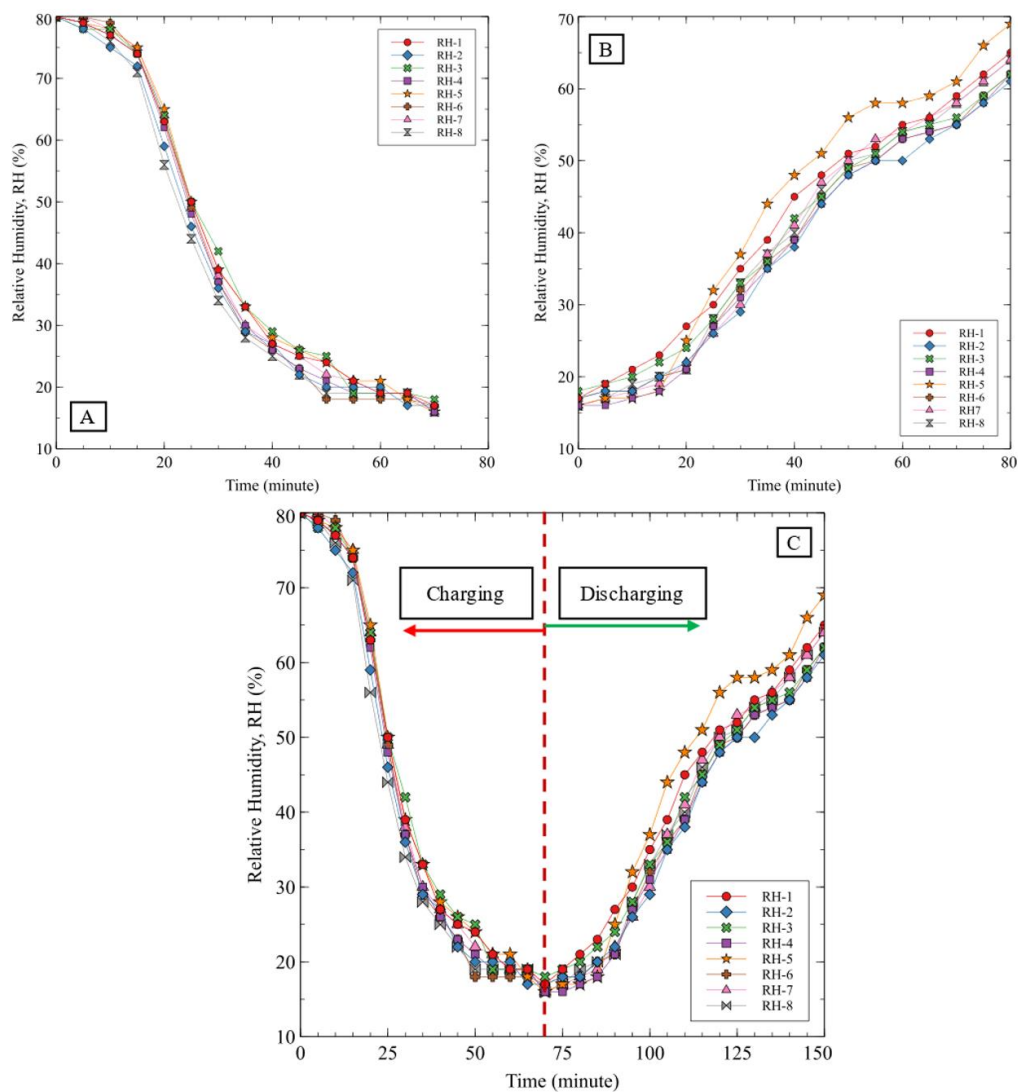 80
70
60
50
40
30
20
10
0
20
40
60
80
Relative Humidity, RH (%)
Time (minute)
A
RH-1
RH-2
RH-3
RH-4
RH-5
RH-6
RH-7
RH-8
70
60
50
40
30
20
10
0
20
40
60
80
Relative Humidity, RH (%)
Time (minute)
B
RH-1
RH-2
RH-3
RH-4
RH-5
RH-6
RH7
RH-8
80
70
60
50
40
30
20
10
0
25
50
75
100
125
150
Relative Humidity, RH (%)
Time (minute)
C
Charging
Discharging
RH-1
RH-2
RH-3
RH-4
RH-5
RH-6
RH-7
RH-8